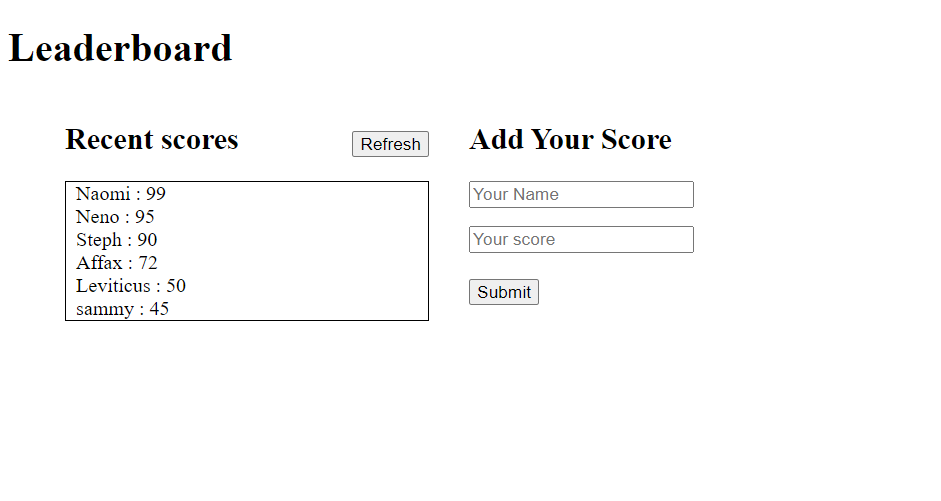 Leaderboard
Recent scores
Refresh
Naomi : 99
Neno : 95
Steph : 90
Affax : 72
Leviticus : 50
sammy : 45
Add Your Score
Your Name
Your score
Submit